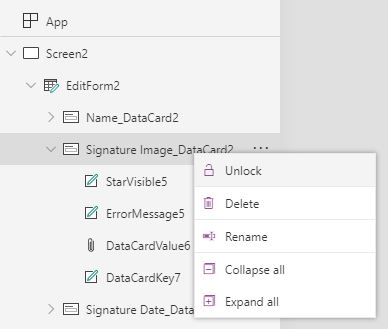 App
Screen2
EditForm2
Name_DataCard2
Signature Image_DataCard2 ...
Unlock
StarVisible5
Delete
ErrorMessage5
Rename
DataCardValue6
Collapse all
DataCardKey7
Expand all
Signature Date_Data